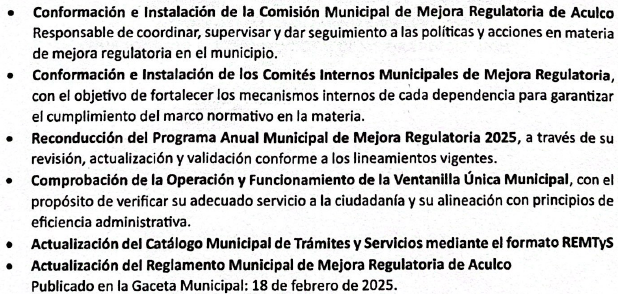 • Conformación e Instalación de la Comisión Municipal de Mejora Regulatoria de Aculco
Responsable de coordinar, supervisar y dar seguimiento a las políticas y acciones en materia
de mejora regulatoria en el municipio.
• Conformación e Instalación de los Comités Internos Municipales de Mejora Regulatoria,
con el objetivo de fortalecer los mecanismos internos de cada dependencia para garantizar
el cumplimiento del marco normativo en la materia.
• Reconducción del Programa Anual Municipal de Mejora Regulatoria 2025, a través de su
revisión, actualización y validación conforme a los lineamientos vigentes.
• Comprobación de la Operación y Funcionamiento de la Ventanilla Única Municipal, con el
propósito de verificar su adecuado servicio a la ciudadanía y su alineación con principios de
eficiencia administrativa.
• Actualización del Catálogo Municipal de Trámites y Servicios mediante el formato REMTyS
• Actualización del Reglamento Municipal de Mejora Regulatoria de Aculco
Publicado en la Gaceta Municipal: 18 de febrero de 2025.